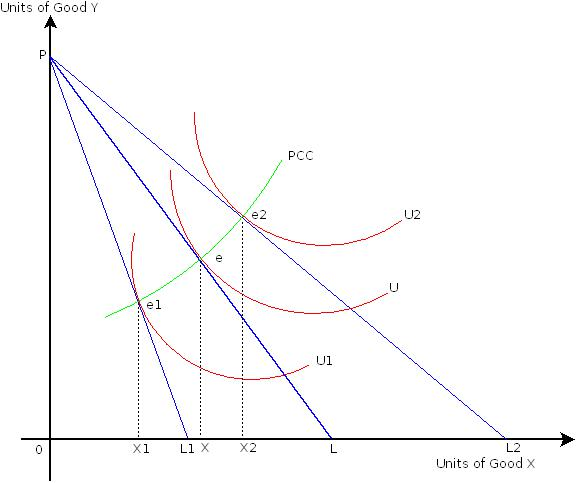 Units of Good Y
P
PCC
e2
U2
e
U
e1
U1
0
X1
L1
X
X2
L
L2
Units of Good X